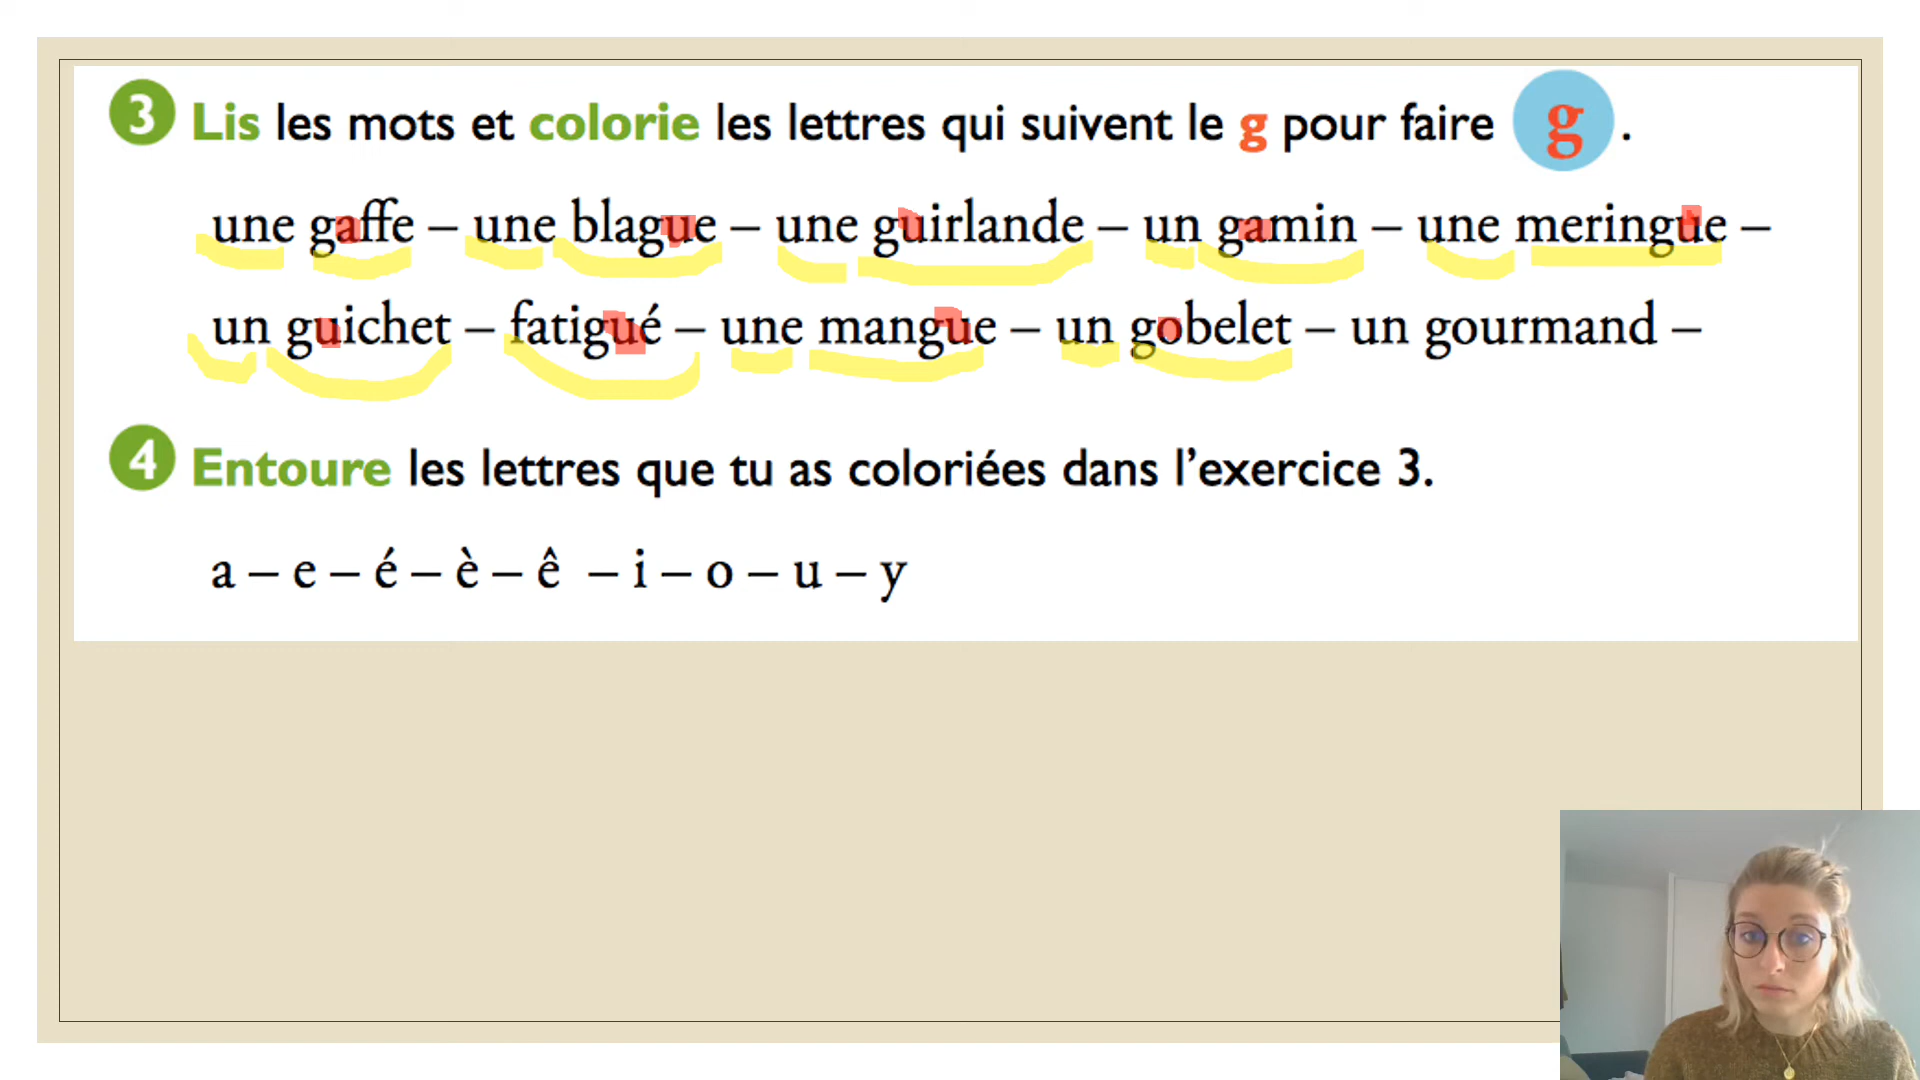 3 Lis les mots et colorie les lettres qui suivent le g pour faire g .
une gaffe – une blague – une guirlande – un gamin – une meringue –
un guichet – fatigué – une mangue – un gobelet – un gourmand –
4 Entoure les lettres que tu as coloriées dans l’exercice 3.
a – e – é – è – ê – i – o – u – y